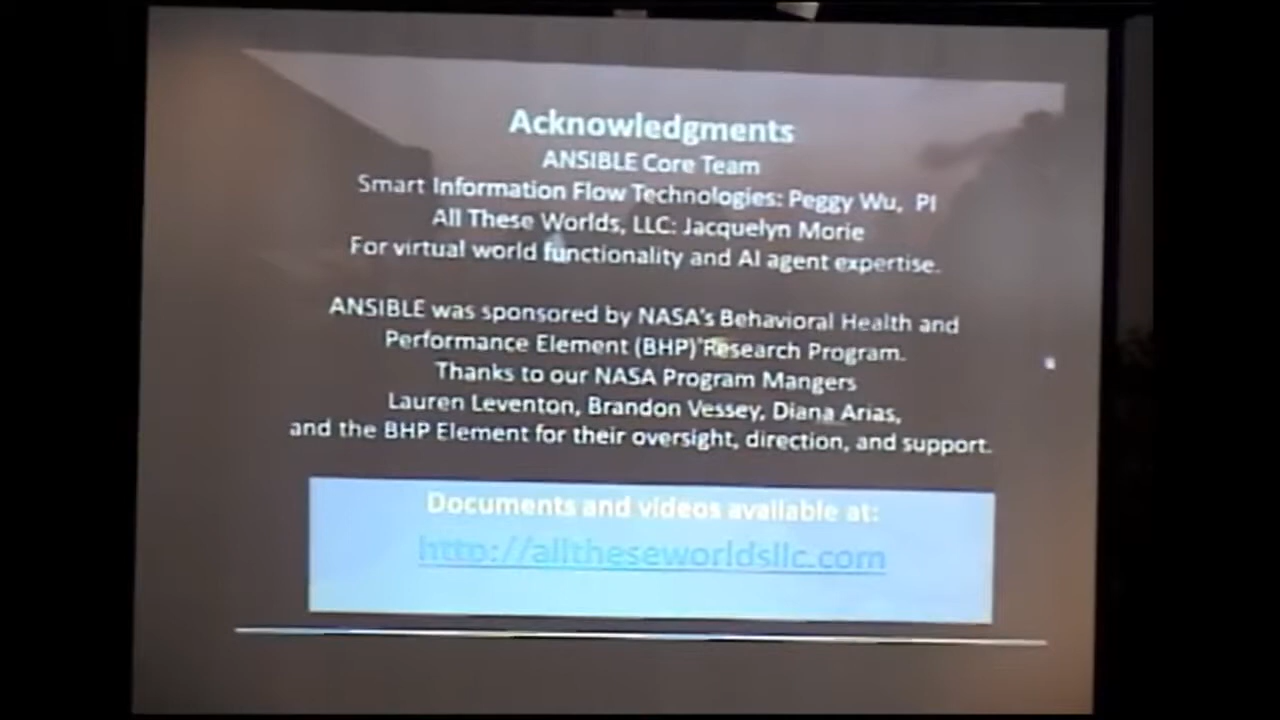 Acknowledgments
ANSIBLE Core Team
Smart Information Flow Technologies: Peggy Wu, PI
All These Worlds, LLC: Jacquelyn Morie
For virtual world functionality and AI agent expertise.
ANSIBLE was sponsored by NASA's Behavioral Health and
Performance Element (BHP) Research Program.
Thanks to our NASA Program Mangers
Lauren Leventon, Brandon Vessey, Diana Arias,
and the BHP Element for their oversight, direction, and support.
Documents and videos available at:
http://alltheseworldsllc.com